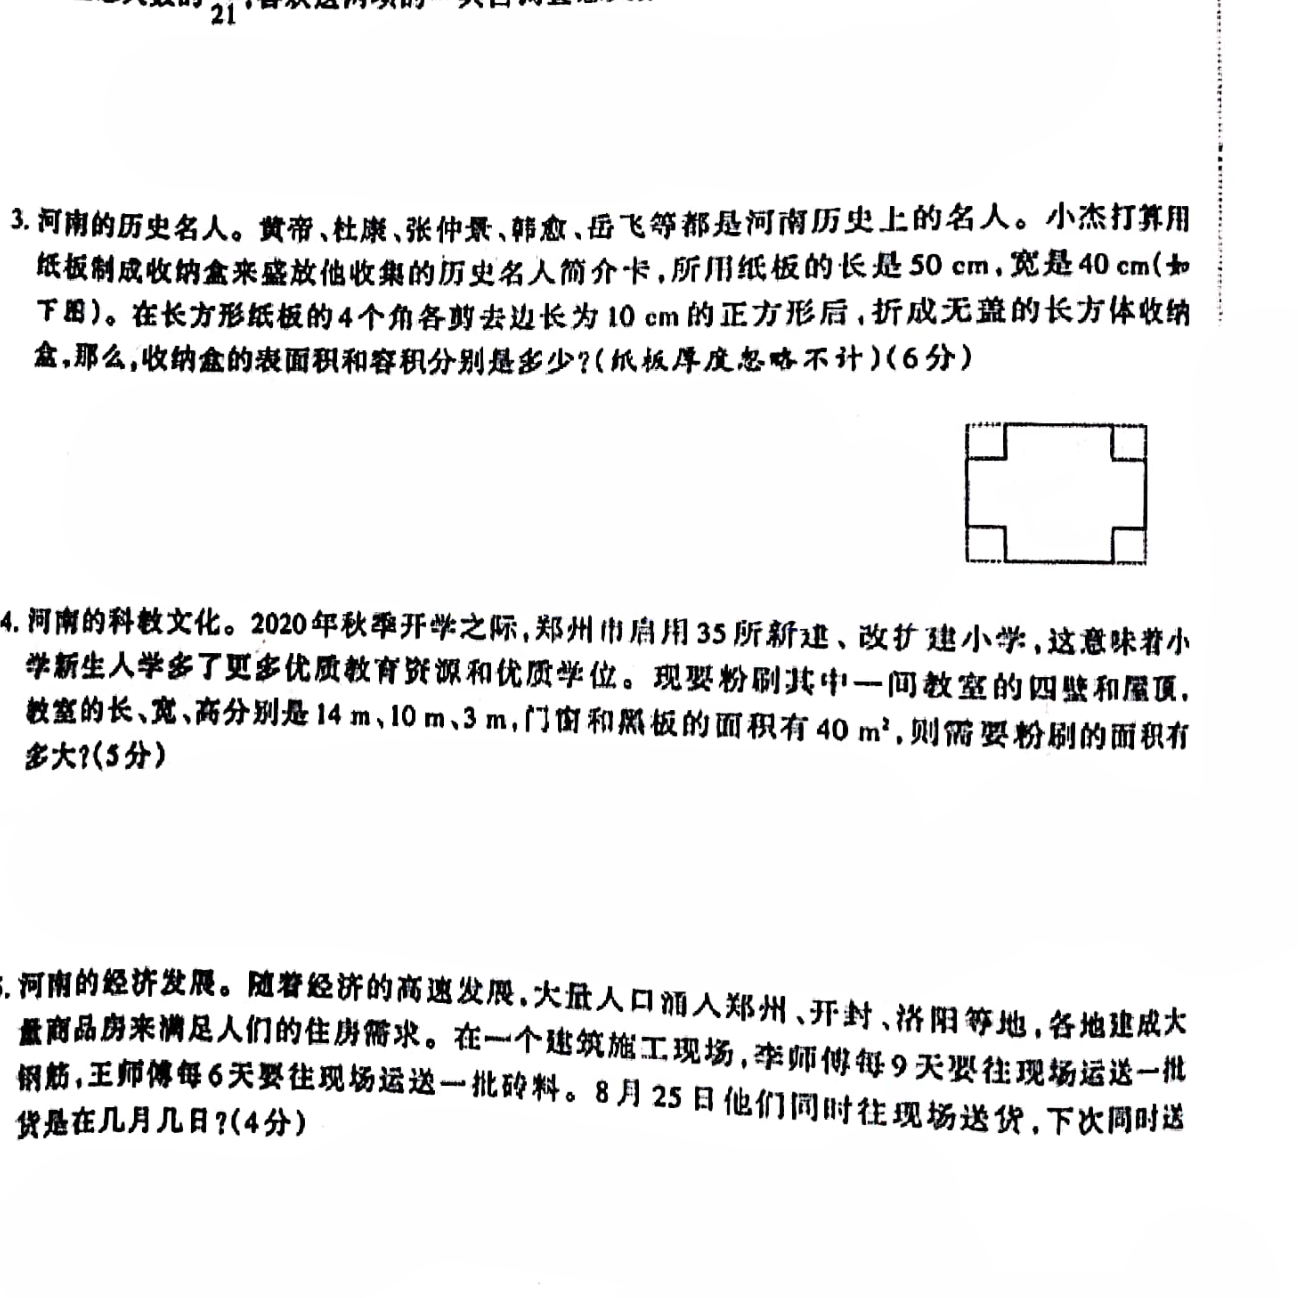 21
3. 河南的历史名人。黄帝、杜康、张仲景、韩愈、岳飞等都是河南历史上的名人。小杰打算用
纸板制成收纳盒来盛放他收集的历史名人简介卡,所用纸板的长是50 cm,宽是40 cm(如
下图)。在长方形纸板的4个角各剪去边长为10 cm的正方形后,折成无盖的长方体收纳
盒,那么,收纳盒的表面积和容积分别是多少?(纸板厚度忽略不计)(6分)
4. 河南的科教文化。2020年秋季开学之际,郑州市启用35所新建、改扩建小学,这意味着小
学新生入学多了更多优质教育资源和优质学位。现要粉刷其中一间教室的四壁和屋顶,
教室的长、宽、高分别是14 m、10 m、3 m,门窗和黑板的面积有40 m²,则需要粉刷的面积有
多大?(5分)
5. 河南的经济发展。随着经济的高速发展,大量人口涌入郑州、开封、洛阳等地,各地建成大
量商品房来满足人们的住房需求。在一个建筑施工现场,李师傅每9天要往现场运送一批
钢筋,王师傅每6天要往现场运送一批砖料。8月25日他们同时往现场送货,下次同时送
货是在几月几日?(4分)